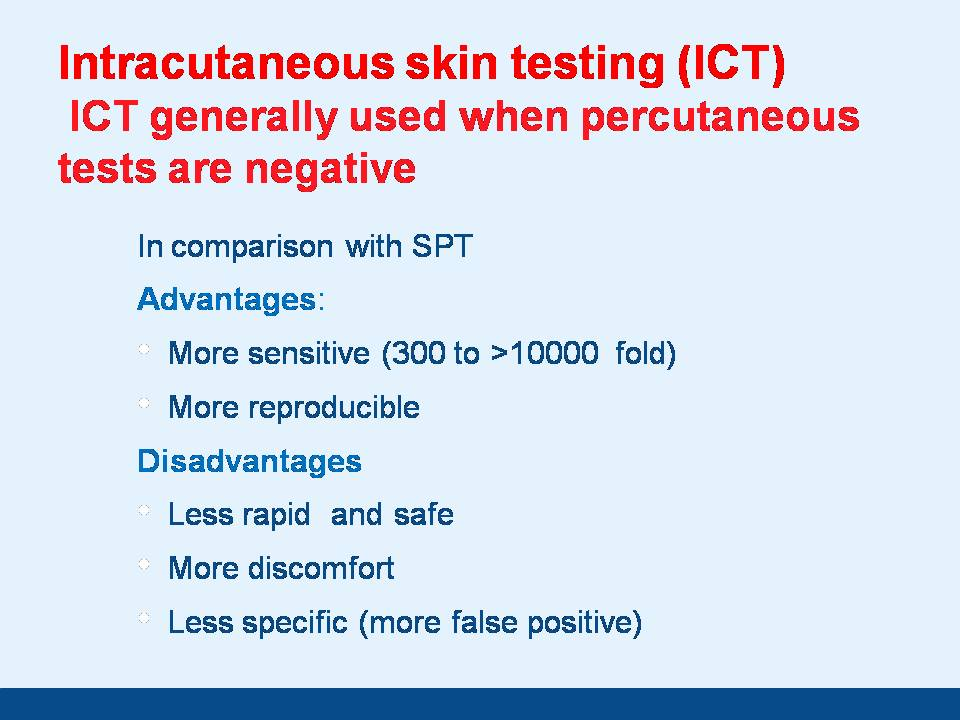 Intracutaneous skin testing (ICT)
ICT generally used when percutaneous
tests are negative
In comparison with SPT
Advantages:
More sensitive (300 to >10000 fold)
More reproducible
Disadvantages
Less rapid and safe
More discomfort
Less specific (more false positive)